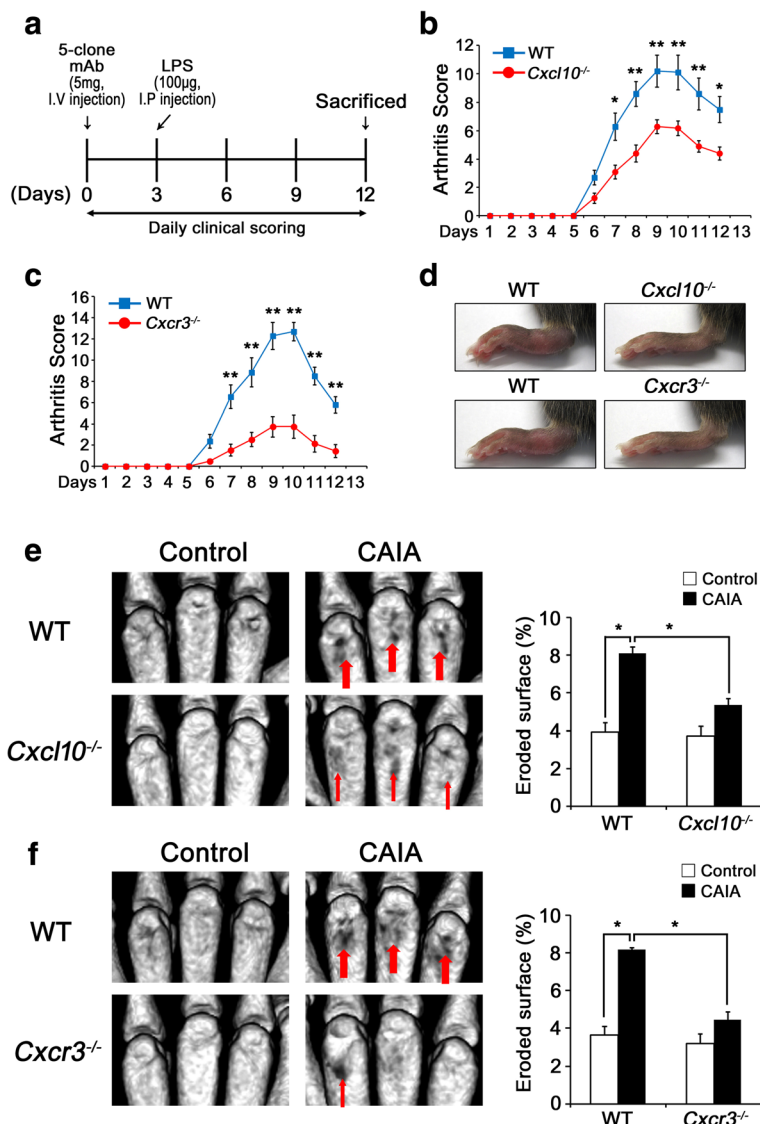 a
5-clone
mAb
(5mg,
I.V injection)
LPS
(100µg,
I.P injection)
Sacrificed
(Days) 0 3 6 9 12
Daily clinical scoring
b
WT
Cxcl10-/-
Arthritis Score
12
10
8
6
4
2
0
* ** ** ** ** *
Days 1 2 3 4 5 6 7 8 9 10 11 12 13
c
WT
Cxcr3-/-
Arthritis Score
16
14
12
10
8
6
4
2
0
** ** ** ** ** **
Days 1 2 3 4 5 6 7 8 9 10 11 12 13
d
WT Cxcl10-/-
WT Cxcr3-/-
e
Control CAIA
WT
Cxcl10-/-
Control
CAIA
Eroded surface (%)
10
8
6
4
2
0
* *
WT Cxcl10-/-
f
Control CAIA
WT
Cxcr3-/-
Control
CAIA
Eroded surface (%)
10
8
6
4
2
0
* *
WT Cxcr3-/-